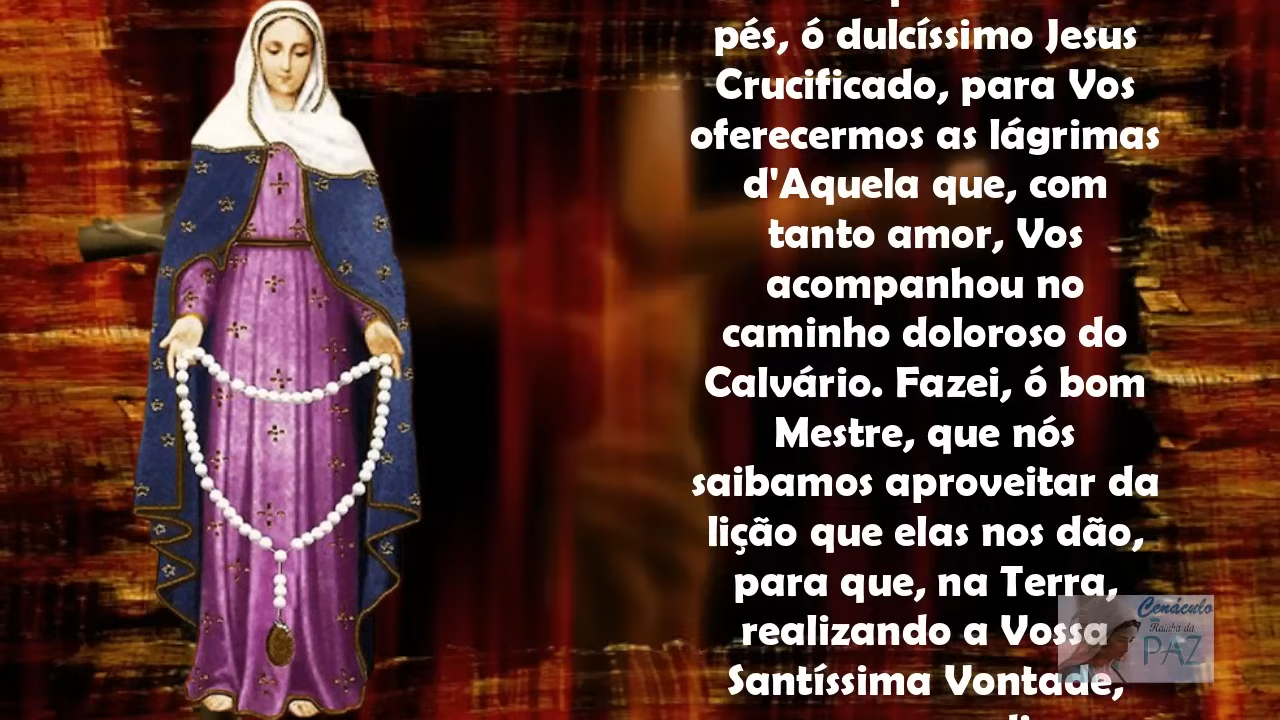 pés, ó dulcíssimo Jesus
Crucificado, para Vos
oferecermos as lágrimas
d'Aquela que, com
tanto amor, Vos
acompanhou no
caminho doloroso do
Calvário. Fazei, ó bom
Mestre, que nós
saibamos aproveitar da
lição que elas nos dão,
para que, na Terra,
realizando a Vossa
Santíssima Vontade,
Cenáculo
Rainha da
PAZ